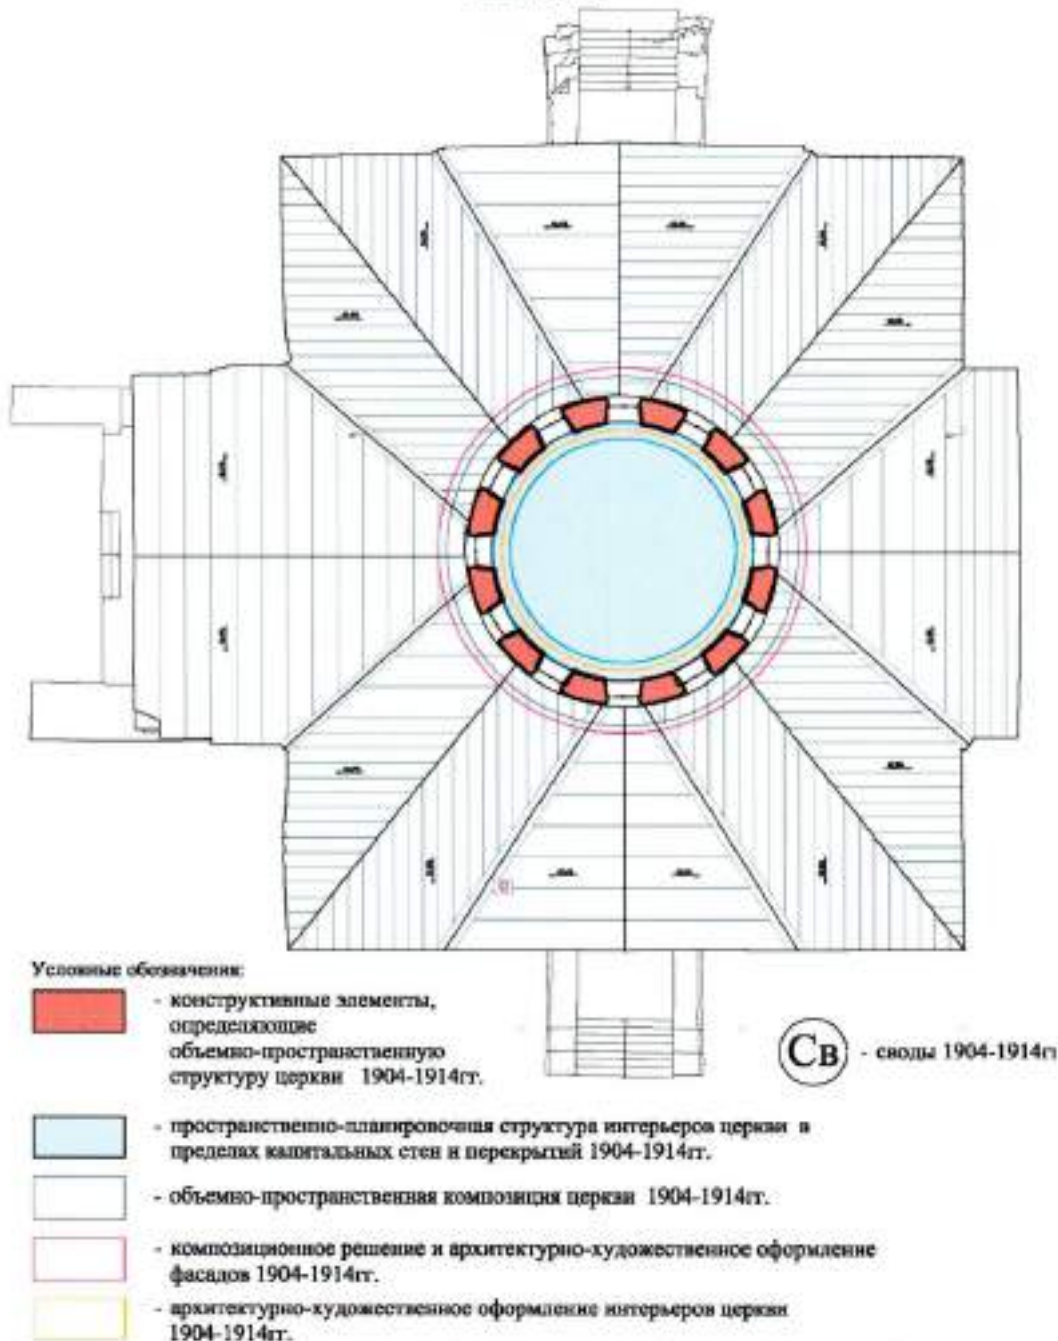 Условные обозначения:
- конструктивные элементы,
определяющие
объемно-пространственную
структуру церкви 1904-1914гг.
Св - своды 1904-1914гг
- пространственно-планировочная структура интерьеров церкви в
пределах капитальных стен и перекрытий 1904-1914гг.
- объемно-пространственная композиция церкви 1904-1914гг.
- композиционное решение и архитектурно-художественное оформление
фасадов 1904-1914гг.
- архитектурно-художественное оформление интерьеров церкви
1904-1914гг.